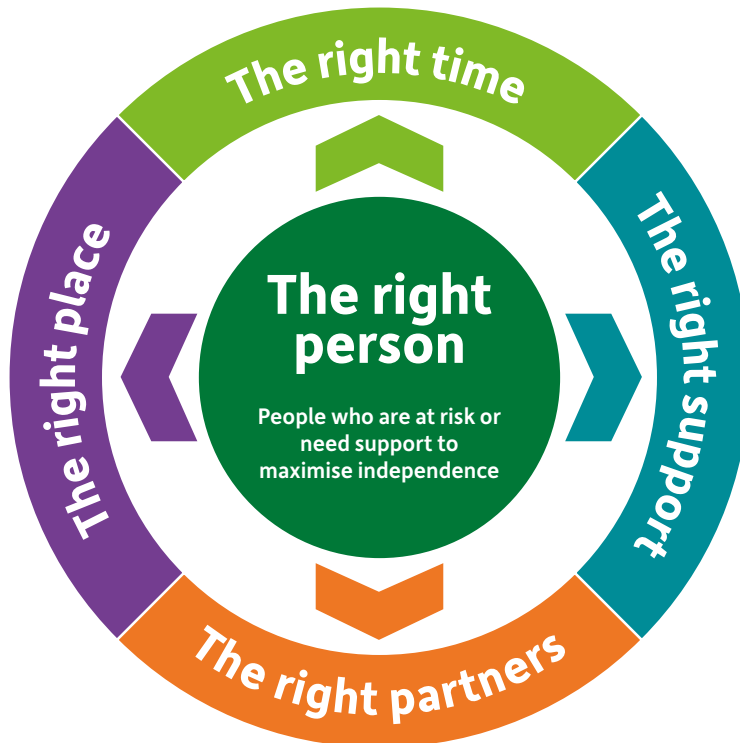 The right time
The right place
The right person
People who are at risk or
need support to
maximise independence
The right support
The right partners